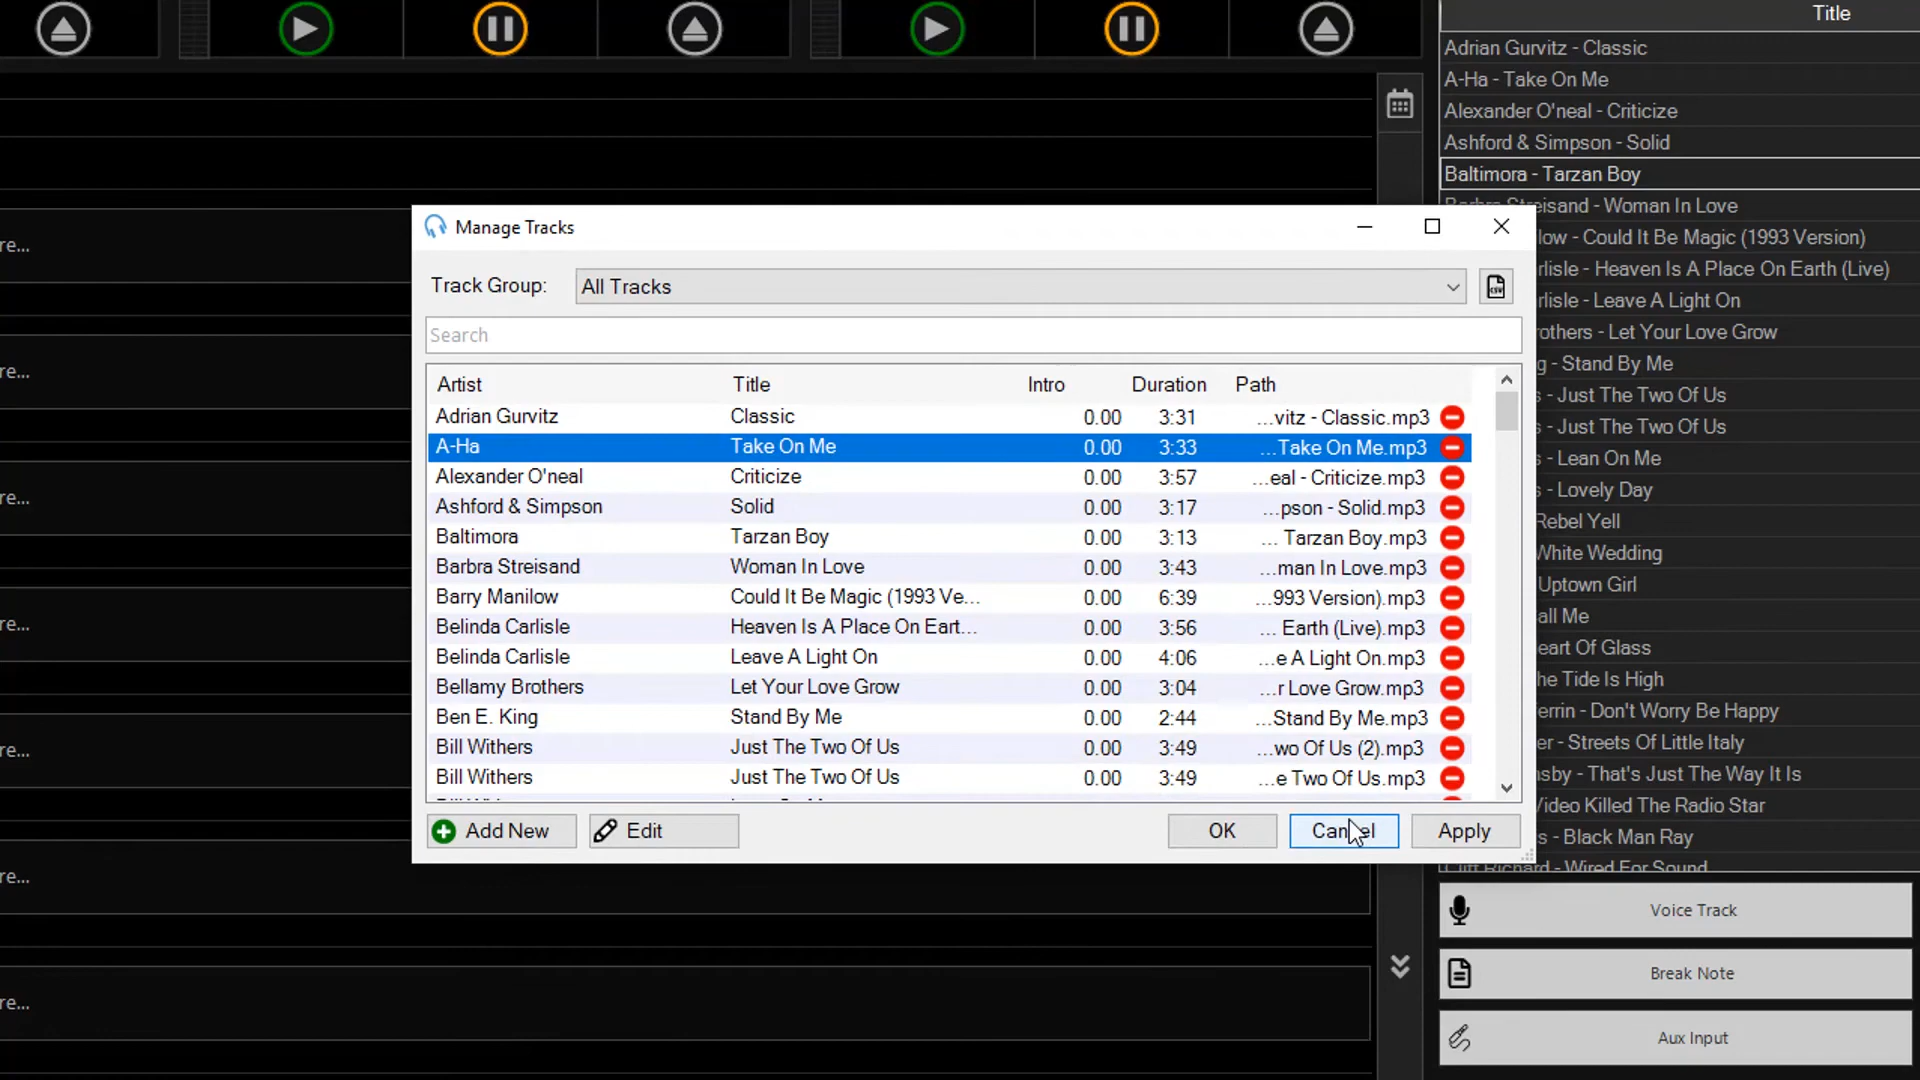 Title
Adrian Gurvitz - Classic
A-Ha - Take On Me
Alexander O'neal - Criticize
Ashford & Simpson - Solid
Baltimora - Tarzan Boy
Streisand - Woman In Love
low - Could It Be Magic (1993 Version)
rlisle - Heaven Is A Place On Earth (Live)
rlisle - Leave A Light On
rothers - Let Your Love Grow
g - Stand By Me
s - Just The Two Of Us
s - Just The Two Of Us
s - Lean On Me
s - Lovely Day
Rebel Yell
White Wedding
Uptown Girl
all Me
eart Of Glass
he Tide Is High
errin - Don't Worry Be Happy
er - Streets Of Little Italy
nsby - That's Just The Way It Is
Video Killed The Radio Star
s - Black Man Ray
Cliff Richard - Wired For Sound
Voice Track
Break Note
Aux Input
re...
re...
re...
re...
re...
re...
re...
Manage Tracks
Track Group: All Tracks
CSV
Search
Artist Title Intro Duration Path
Adrian Gurvitz Classic 0.00 3:31 ...vitz - Classic.mp3
A-Ha Take On Me 0.00 3:33 ...Take On Me.mp3
Alexander O'neal Criticize 0.00 3:57 ...eal - Criticize.mp3
Ashford & Simpson Solid 0.00 3:17 ...pson - Solid.mp3
Baltimora Tarzan Boy 0.00 3:13 ... Tarzan Boy.mp3
Barbra Streisand Woman In Love 0.00 3:43 ...man In Love.mp3
Barry Manilow Could It Be Magic (1993 Ve... 0.00 6:39 ...993 Version).mp3
Belinda Carlisle Heaven Is A Place On Eart... 0.00 3:56 ... Earth (Live).mp3
Belinda Carlisle Leave A Light On 0.00 4:06 ...e A Light On.mp3
Bellamy Brothers Let Your Love Grow 0.00 3:04 ...r Love Grow.mp3
Ben E. King Stand By Me 0.00 2:44 ...Stand By Me.mp3
Bill Withers Just The Two Of Us 0.00 3:49 ...wo Of Us (2).mp3
Bill Withers Just The Two Of Us 0.00 3:49 ...e Two Of Us.mp3
Add New Edit OK Cancel Apply